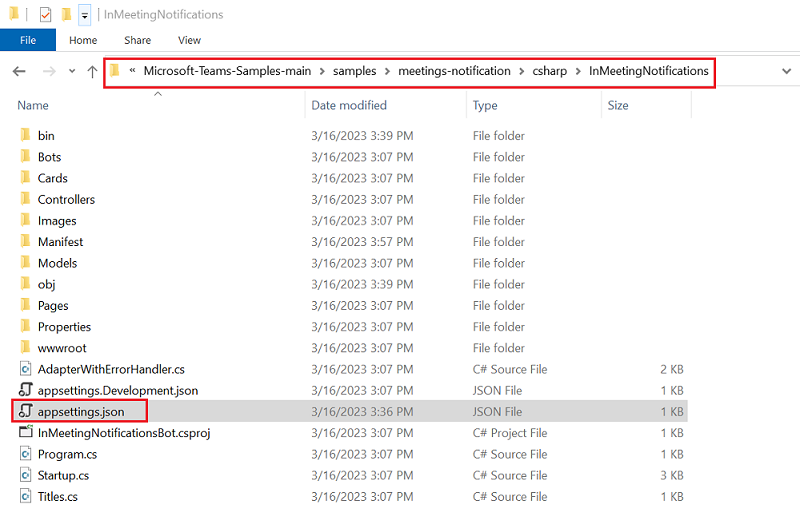 InMeetingNotifications
File Home Share View
« Microsoft-Teams-Samples-main > samples > meetings-notification > csharp > InMeetingNotifications
Name Date modified Type Size
bin 3/16/2023 3:39 PM File folder
Bots 3/16/2023 3:07 PM File folder
Cards 3/16/2023 3:07 PM File folder
Controllers 3/16/2023 3:07 PM File folder
Images 3/16/2023 3:07 PM File folder
Manifest 3/16/2023 3:57 PM File folder
Models 3/16/2023 3:07 PM File folder
obj 3/16/2023 3:39 PM File folder
Pages 3/16/2023 3:07 PM File folder
Properties 3/16/2023 3:07 PM File folder
wwwroot 3/16/2023 3:07 PM File folder
AdapterWithErrorHandler.cs 3/16/2023 3:07 PM C# Source File 2 KB
appsettings.Development.json 3/16/2023 3:07 PM JSON File 1 KB
appsettings.json 3/16/2023 3:36 PM JSON File 1 KB
InMeetingNotificationsBot.csproj 3/16/2023 3:07 PM C# Project File 1 KB
Program.cs 3/16/2023 3:07 PM C# Source File 1 KB
Startup.cs 3/16/2023 3:07 PM C# Source File 3 KB
Titles.cs 3/16/2023 3:07 PM C# Source File 1 KB